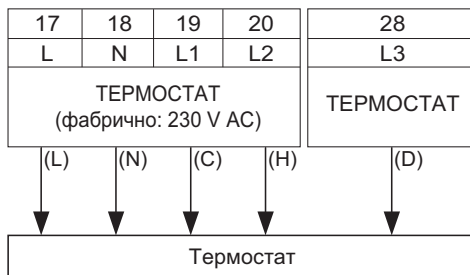 17 18 19 20 28
L N L1 L2 L3
ТЕРМОСТАТ
(фабрично: 230 V AC)
ТЕРМОСТАТ
(L) (N) (C) (H) (D)
Термостат